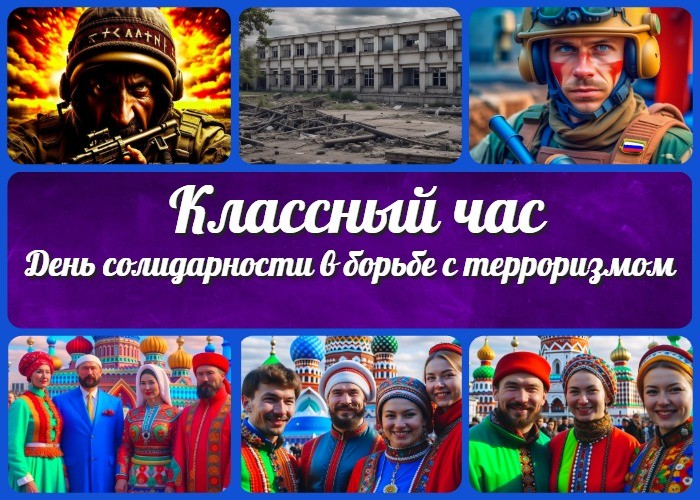 Классный час
День солидарности в борьбе с терроризмом